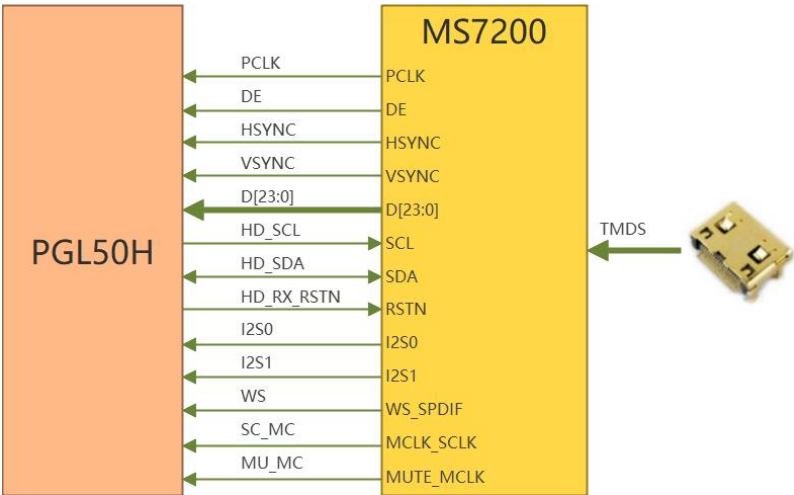 MS7200
PCLK
PCLK
DE
DE
HSYNC
HSYNC
VSYNC
VSYNC
D[23:0]
D[23:0]
TMDS
HD_SCL
SCL
PGL50H
HD_SDA
SDA
HD_RX_RSTN
RSTN
I2S0
I2S0
I2S1
I2S1
WS
WS_SPDIF
SC_MC
MCLK_SCLK
MU_MC
MUTE_MCLK